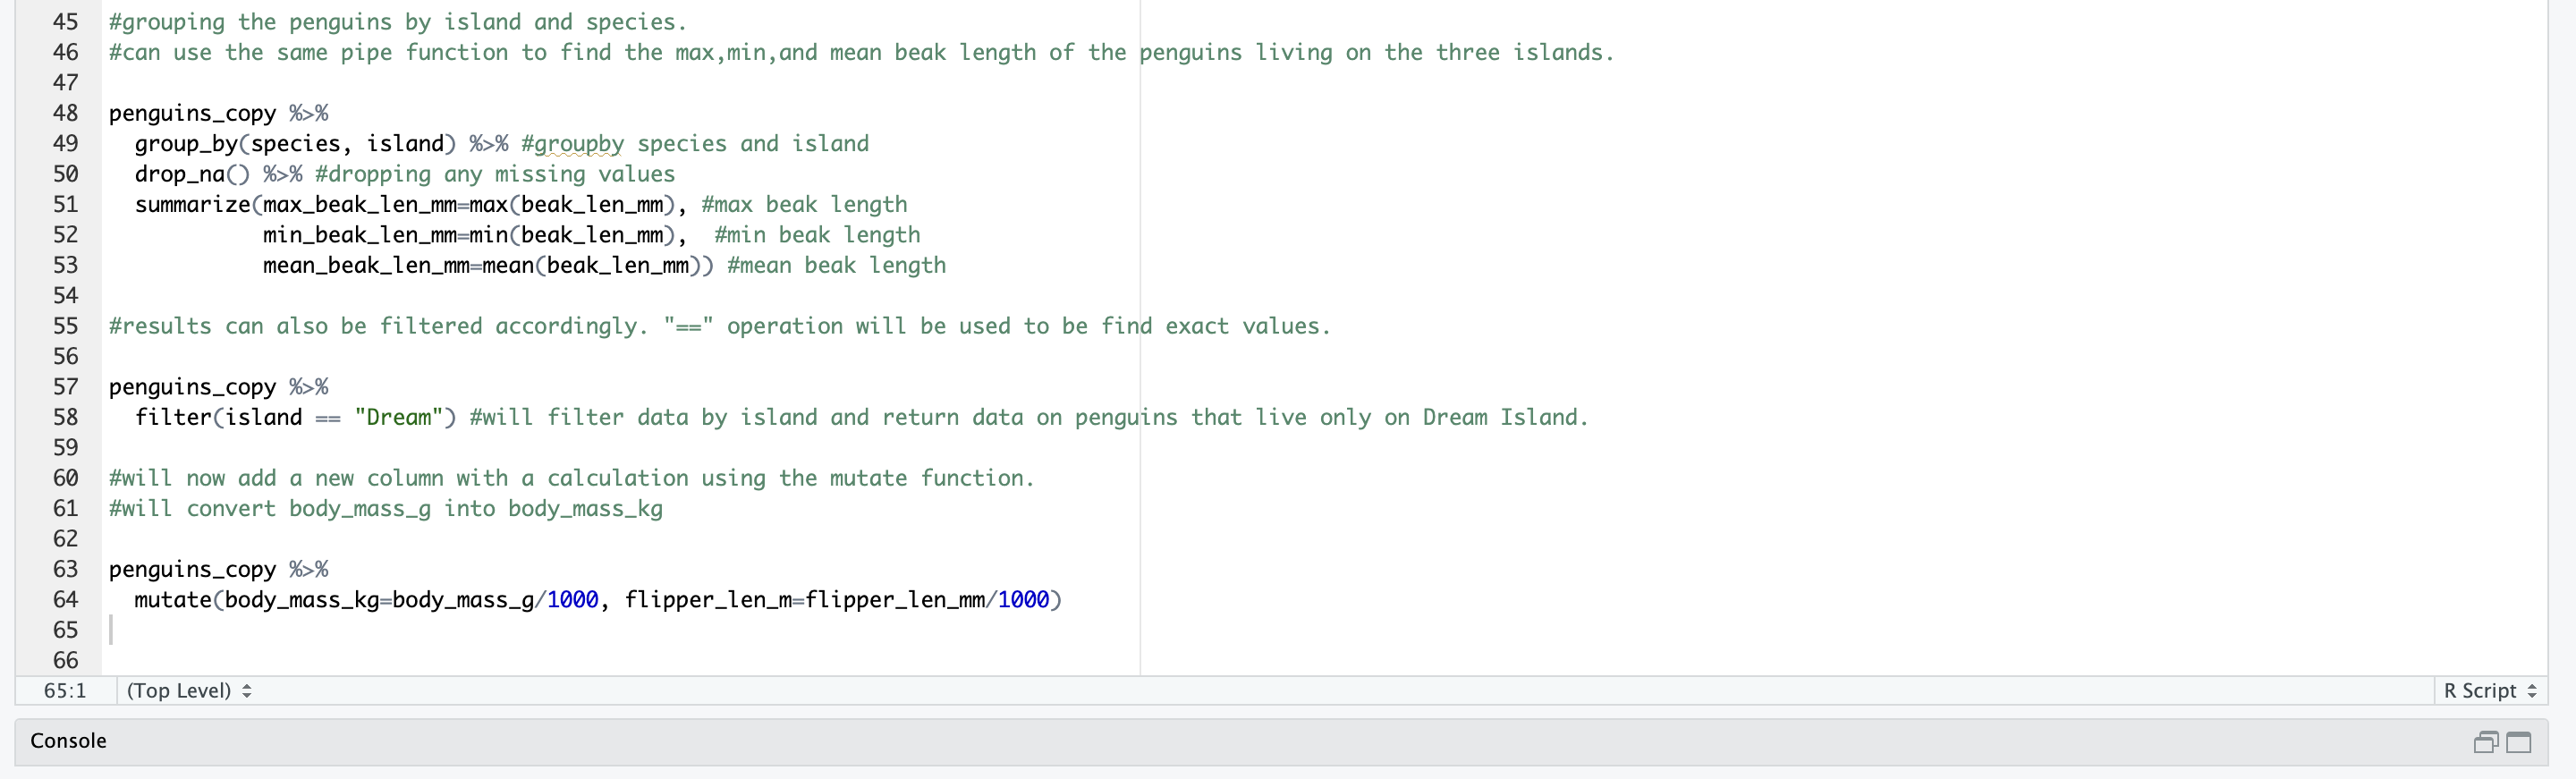 45 #grouping the penguins by island and species.
46 #can use the same pipe function to find the max,min,and mean beak length of the penguins living on the three islands.
47
48 penguins_copy %>%
49   group_by(species, island) %>% #groupby species and island
50   drop_na() %>% #dropping any missing values
51   summarize(max_beak_len_mm=max(beak_len_mm), #max beak length
52             min_beak_len_mm=min(beak_len_mm),  #min beak length
53             mean_beak_len_mm=mean(beak_len_mm)) #mean beak length
54
55 #results can also be filtered accordingly. "==" operation will be used to be find exact values.
56
57 penguins_copy %>%
58   filter(island == "Dream") #will filter data by island and return data on penguins that live only on Dream Island.
59
60 #will now add a new column with a calculation using the mutate function.
61 #will convert body_mass_g into body_mass_kg
62
63 penguins_copy %>%
64   mutate(body_mass_kg=body_mass_g/1000, flipper_len_m=flipper_len_mm/1000)
65
66
65:1 (Top Level) R Script
Console